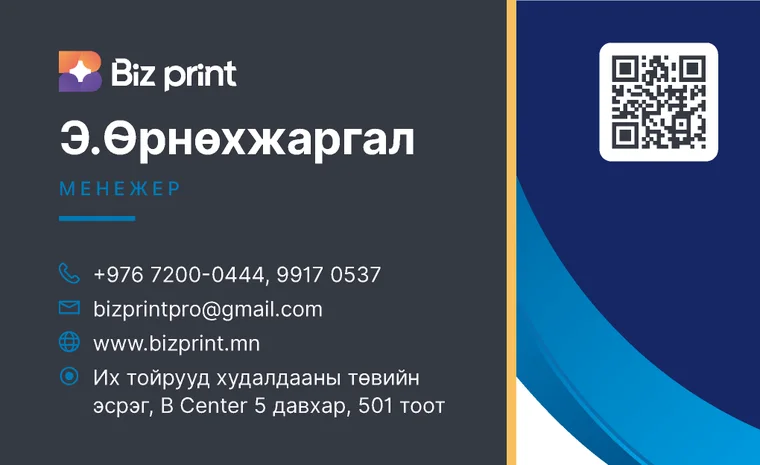 Biz print
Э.Өрнөхжаргал
МЕНЕЖЕР
+976 7200-0444, 9917 0537
bizprintpro@gmail.com
www.bizprint.mn
Их тойрууд худалдааны төвийн
эсрэг, B Center 5 давхар, 501 тоот